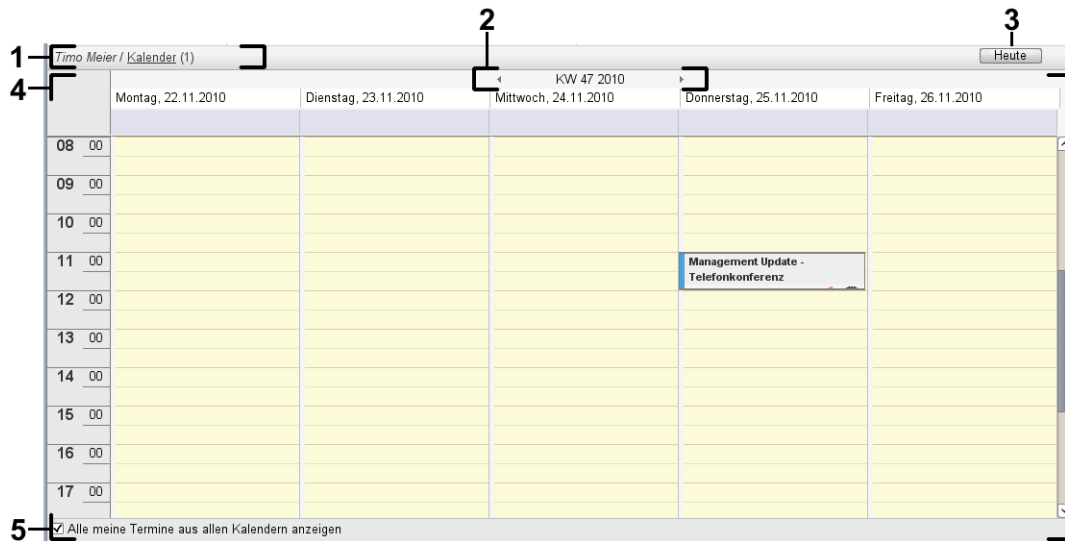 2 3
1 Timo Meier / Kalender (1) Heute
4 KW 47 2010
Montag, 22.11.2010 Dienstag, 23.11.2010 Mittwoch, 24.11.2010 Donnerstag, 25.11.2010 Freitag, 26.11.2010
08 00
09 00
10 00
11 00 Management Update -
Telefonkonferenz
12 00
13 00
14 00
15 00
16 00
17 00
5 Alle meine Termine aus allen Kalendern anzeigen